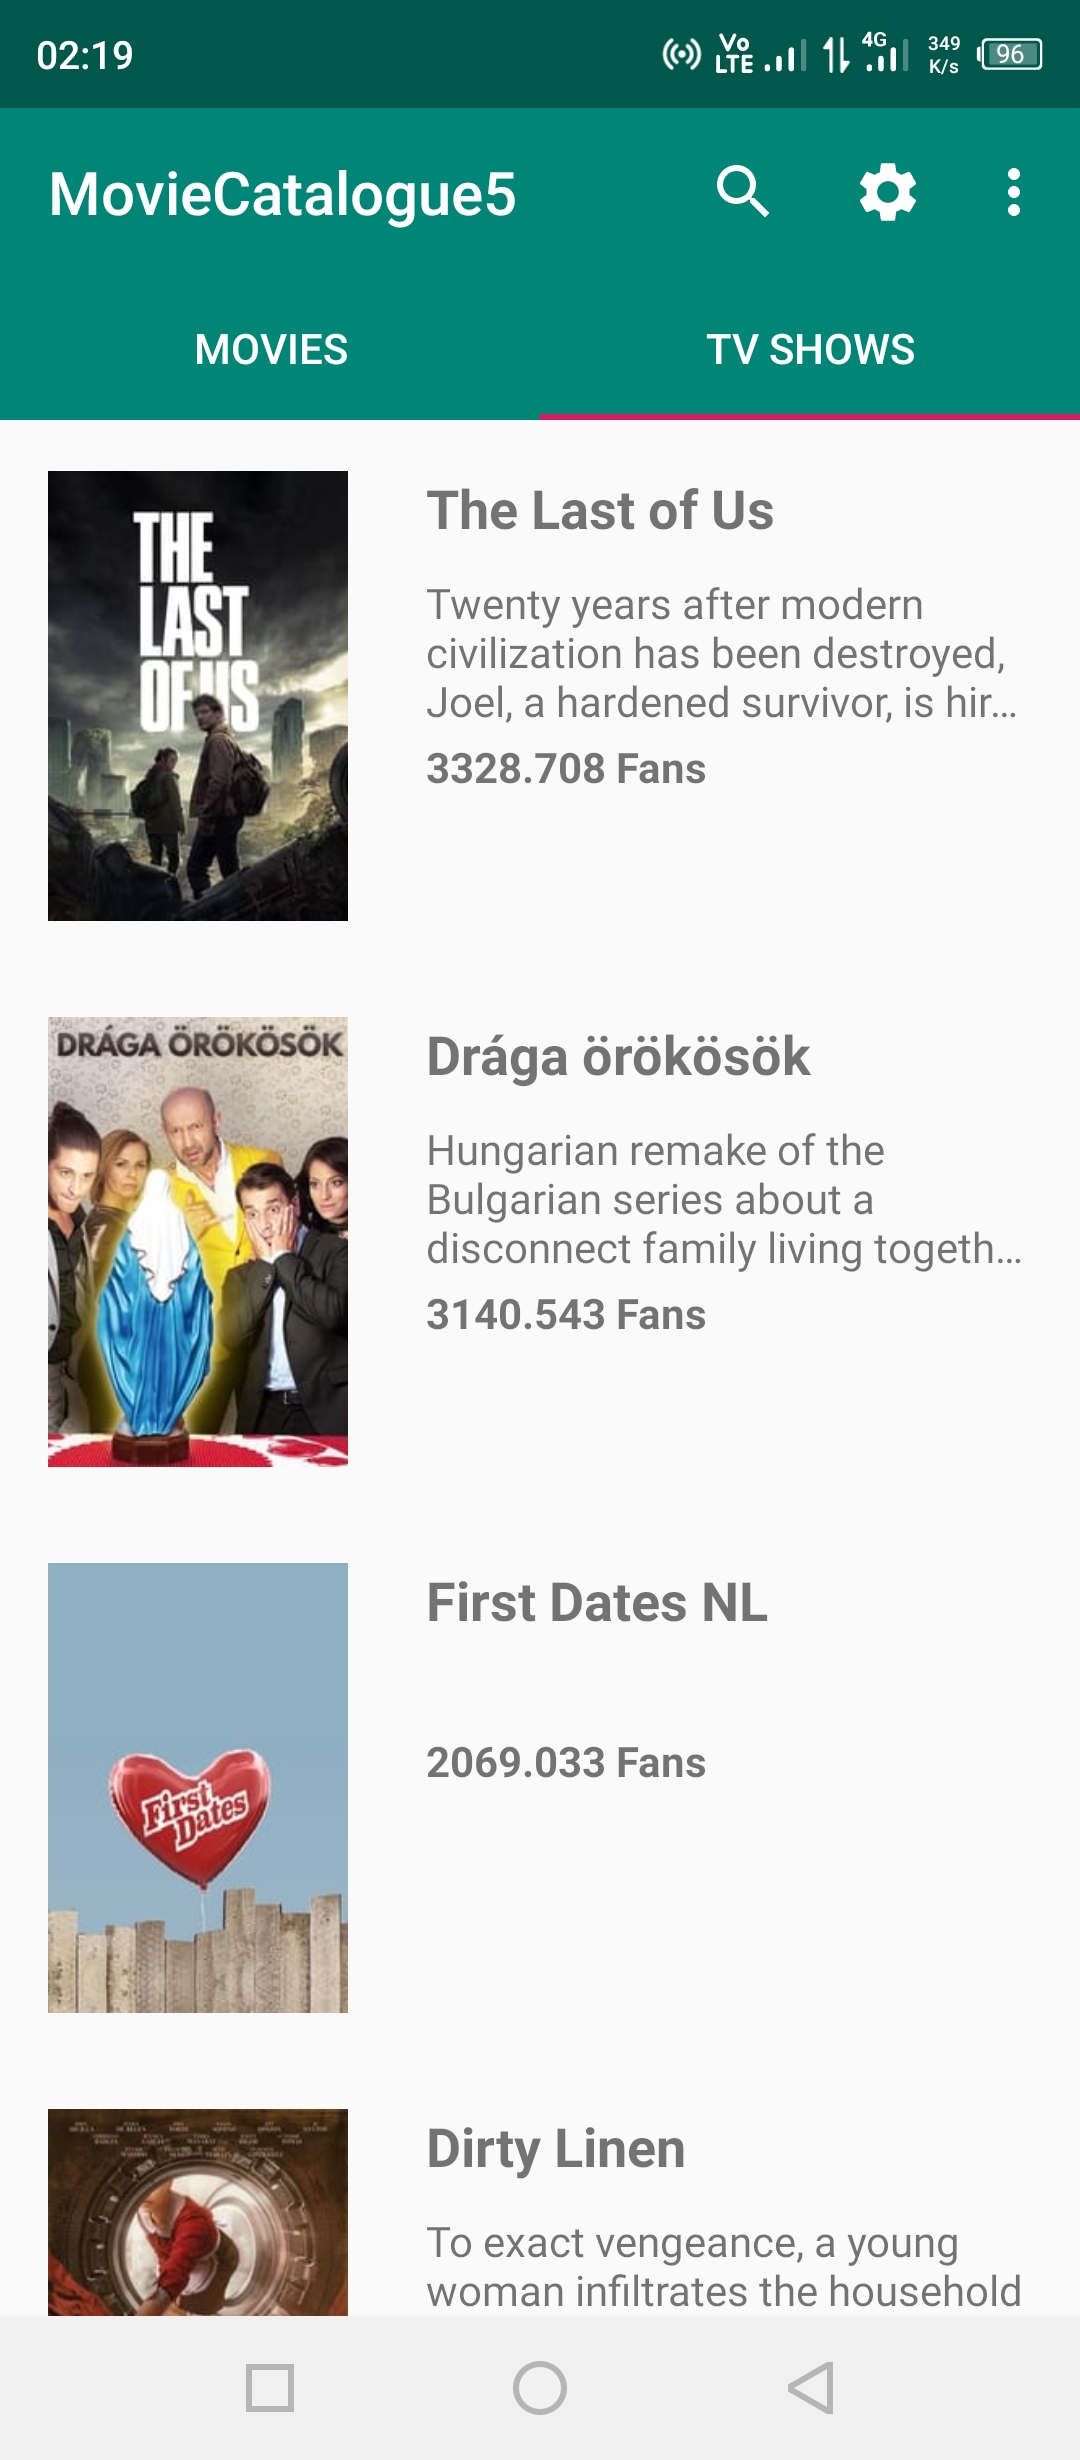 02:19
Vo
LTE
4G
349
K/s
96
MovieCatalogue5
MOVIES
TV SHOWS
THE
LAST
OF US
The Last of Us
Twenty years after modern
civilization has been destroyed,
Joel, a hardened survivor, is hir...
3328.708 Fans
DRÁGA ÖRÖKÖSÖK
Drága örökösök
Hungarian remake of the
Bulgarian series about a
disconnect family living togeth...
3140.543 Fans
First
Dates
First Dates NL
2069.033 Fans
Dirty Linen
To exact vengeance, a young
woman infiltrates the household